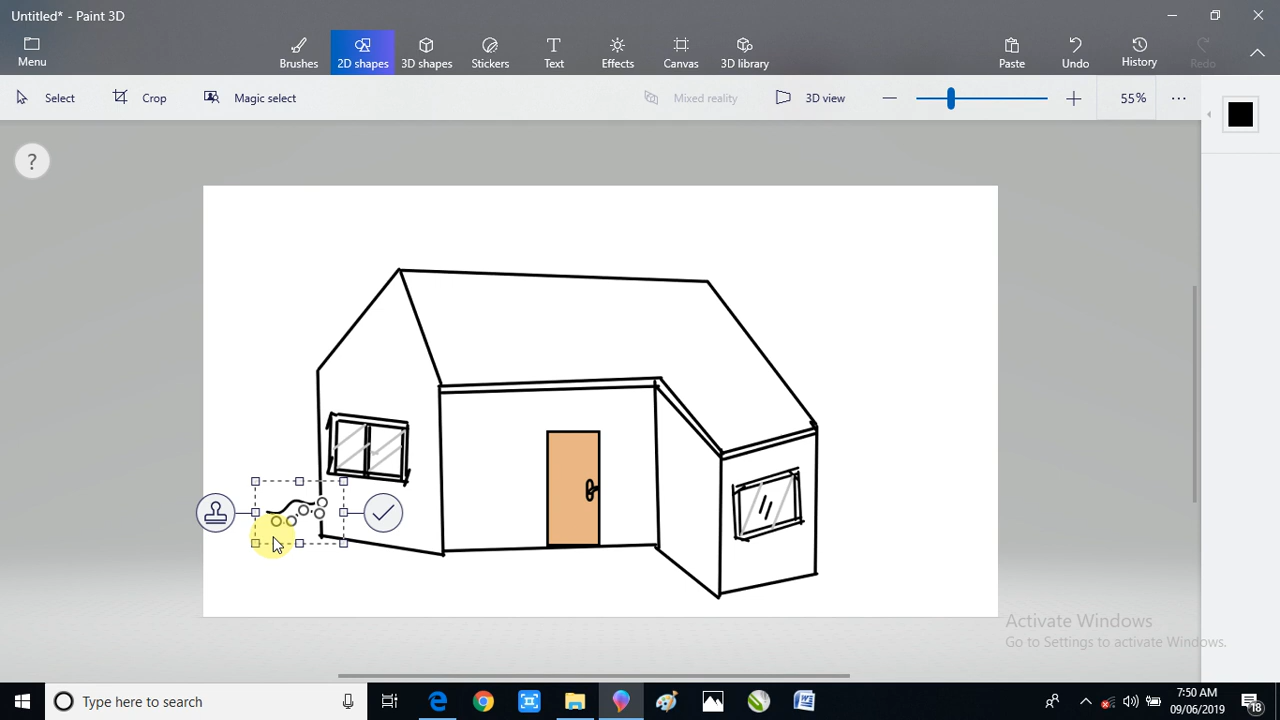 Untitled* - Paint 3D
Menu
Brushes
2D shapes
3D shapes
Stickers
Text
Effects
Canvas
3D library
Paste
Undo
History
Redo
Select
Crop
Magic select
Mixed reality
3D view
55%
?
Activate Windows
Go to Settings to activate Windows.
Type here to search
7:50 AM
09/06/2019
18